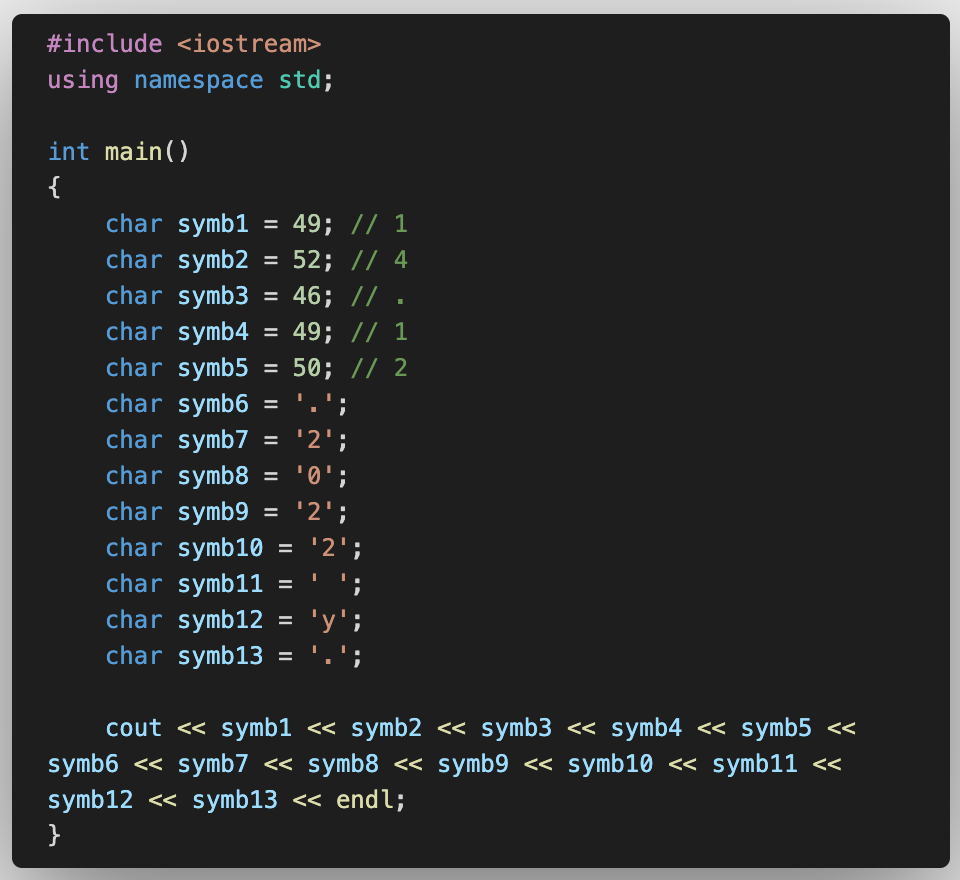 #include <iostream>
using namespace std;

int main()
{
    char symb1 = 49; // 1
    char symb2 = 52; // 4
    char symb3 = 46; // .
    char symb4 = 49; // 1
    char symb5 = 50; // 2
    char symb6 = '.';
    char symb7 = '2';
    char symb8 = '0';
    char symb9 = '2';
    char symb10 = '2';
    char symb11 = ' ';
    char symb12 = 'y';
    char symb13 = '.';

    cout << symb1 << symb2 << symb3 << symb4 << symb5 <<
symb6 << symb7 << symb8 << symb9 << symb10 << symb11 <<
symb12 << symb13 << endl;
}